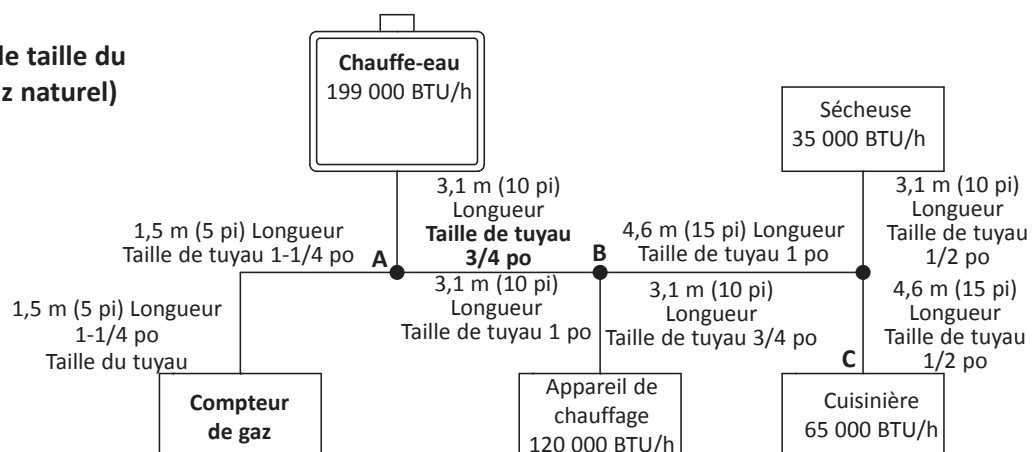 le taille du
z naturel)
Chauffe-eau
199 000 BTU/h
Sécheuse
35 000 BTU/h
3,1 m (10 pi)
Longueur
Taille de tuyau
3/4 po
1,5 m (5 pi) Longueur
Taille de tuyau 1-1/4 po
A
B
4,6 m (15 pi) Longueur
Taille de tuyau 1 po
3,1 m (10 pi)
Longueur
Taille de tuyau
1/2 po
1,5 m (5 pi) Longueur
1-1/4 po
Taille du tuyau
3,1 m (10 pi)
Longueur
Taille de tuyau 1 po
3,1 m (10 pi)
Longueur
Taille de tuyau 3/4 po
4,6 m (15 pi)
Longueur
Taille de tuyau
1/2 po
C
Compteur
de gaz
Appareil de
chauffage
120 000 BTU/h
Cuisinière
65 000 BTU/h